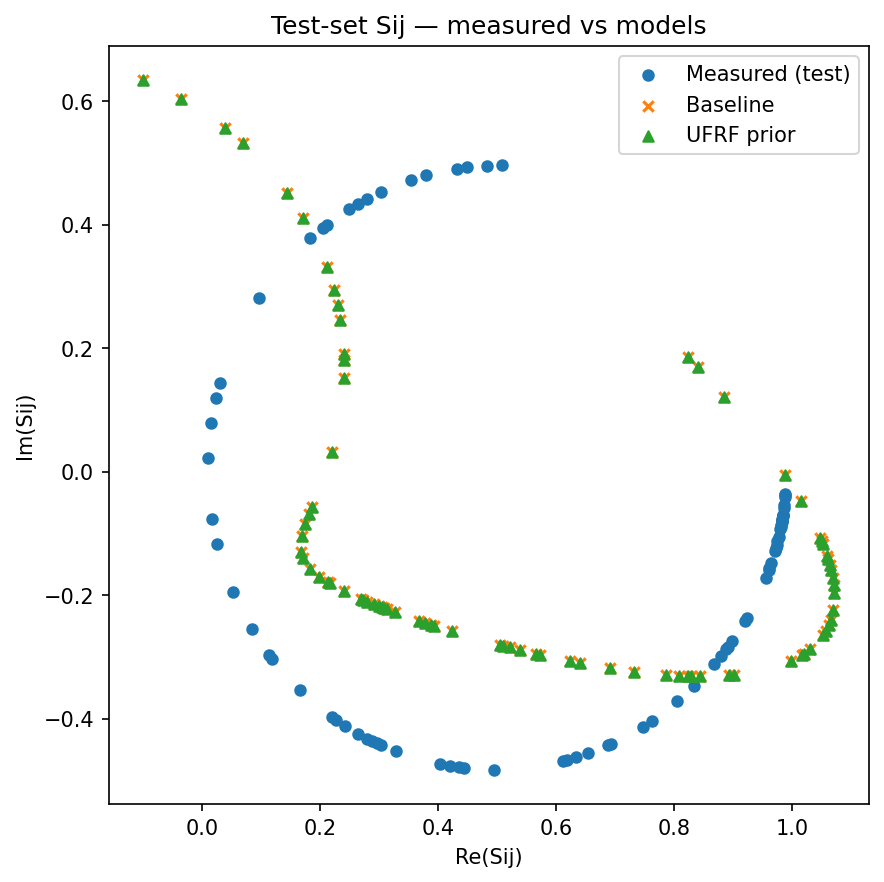 Test-set Sij — measured vs models
Measured (test)
Baseline
UFRF prior
Im(Sij)
0.6
0.4
0.2
0.0
−0.2
−0.4
0.0 0.2 0.4 0.6 0.8 1.0
Re(Sij)